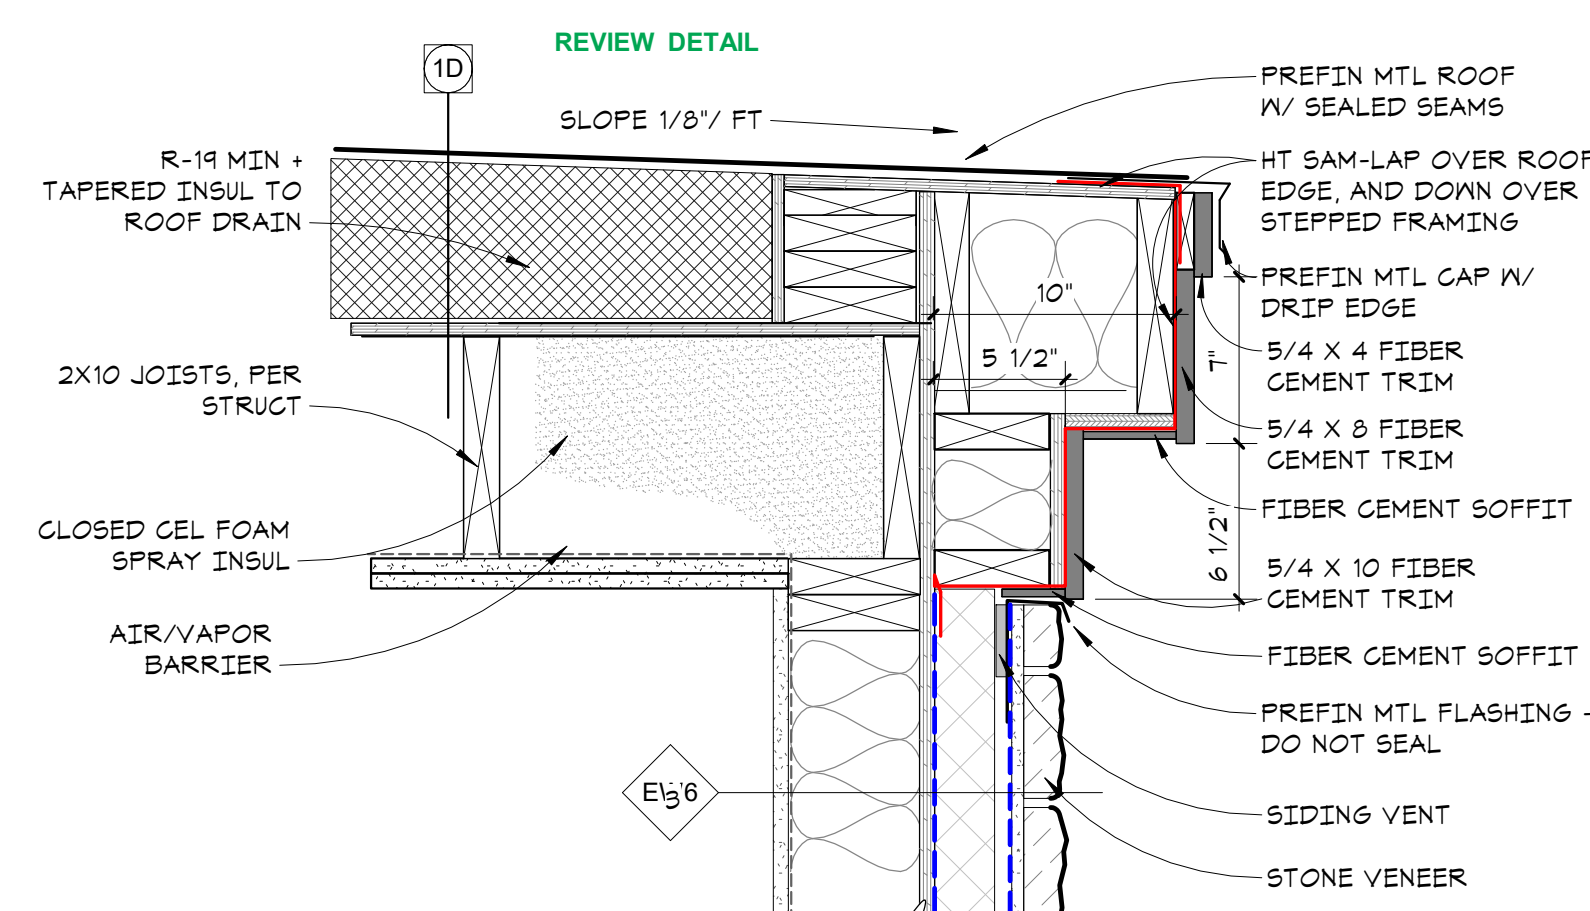 REVIEW DETAIL
1D
SLOPE 1/8"/ FT
R-19 MIN +
TAPERED INSUL TO
ROOF DRAIN
2X10 JOISTS, PER
STRUCT
CLOSED CEL FOAM
SPRAY INSUL
AIR/VAPOR
BARRIER
10"
5 1/2"
7"
6 1/2"
PREFIN MTL ROOF
W/ SEALED SEAMS
HT SAM-LAP OVER ROOF
EDGE, AND DOWN OVER
STEPPED FRAMING
PREFIN MTL CAP W/
DRIP EDGE
5/4 X 4 FIBER
CEMENT TRIM
5/4 X 8 FIBER
CEMENT TRIM
FIBER CEMENT SOFFIT
5/4 X 10 FIBER
CEMENT TRIM
FIBER CEMENT SOFFIT
PREFIN MTL FLASHING -
DO NOT SEAL
SIDING VENT
STONE VENEER